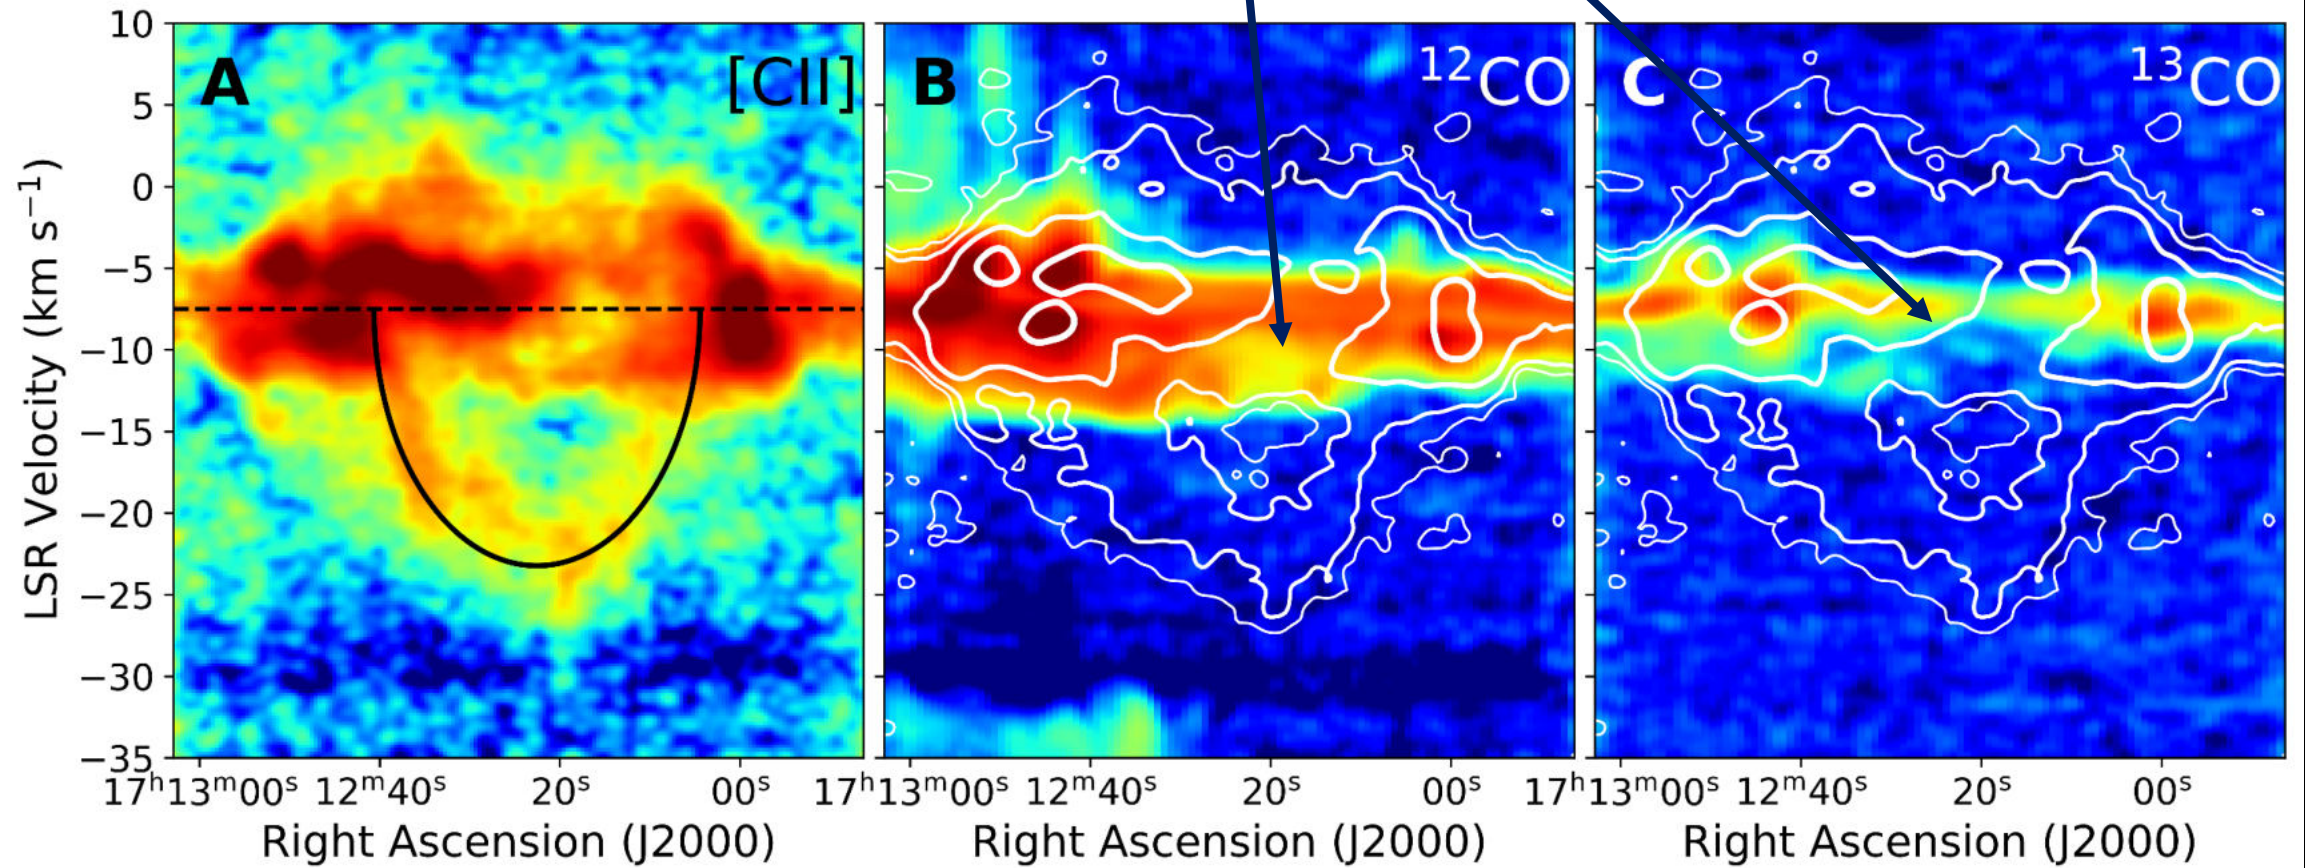 A
[CII]
B
¹²CO
C
¹³CO
LSR Velocity (km s⁻¹)
10
5
0
−5
−10
−15
−20
−25
−30
−35
17ʰ13ᵐ00ˢ 12ᵐ40ˢ 20ˢ 00ˢ
17ʰ13ᵐ00ˢ 12ᵐ40ˢ 20ˢ 00ˢ
17ʰ13ᵐ00ˢ 12ᵐ40ˢ 20ˢ 00ˢ
Right Ascension (J2000)
Right Ascension (J2000)
Right Ascension (J2000)